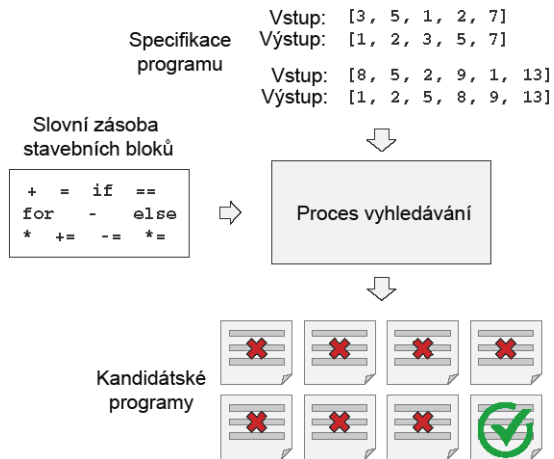 Specifikace
programu
Vstup: [3, 5, 1, 2, 7]
Výstup: [1, 2, 3, 5, 7]
Vstup: [8, 5, 2, 9, 1, 13]
Výstup: [1, 2, 5, 8, 9, 13]
Slovní zásoba
stavebních bloků
+ = if ==
for - else
* += -= *=
Proces vyhledávání
Kandidátské
programy